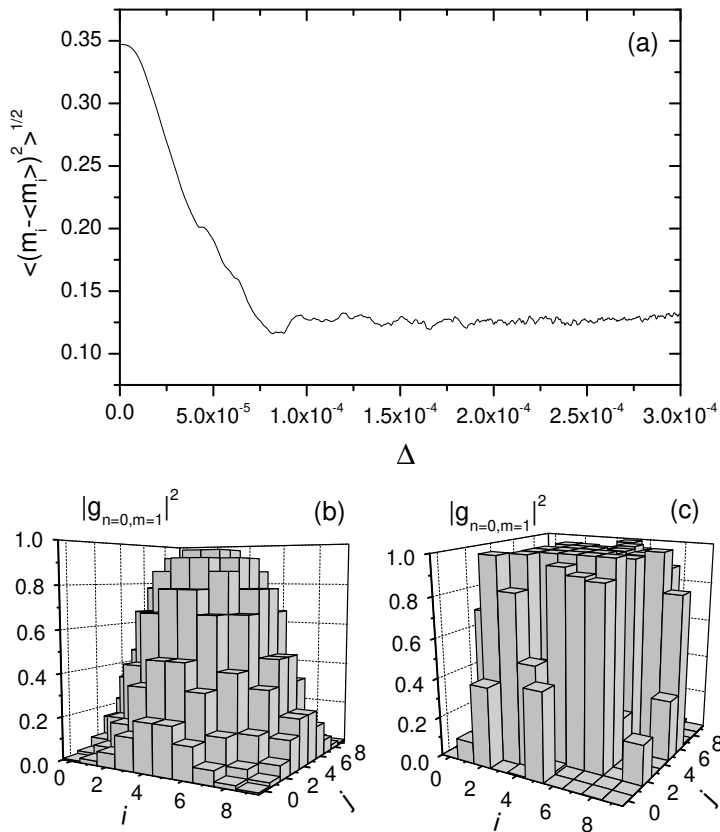 (a)
<(m_i-<m_i>)^2>^1/2
0.35
0.30
0.25
0.20
0.15
0.10
0.0 5.0x10^-5 1.0x10^-4 1.5x10^-4 2.0x10^-4 2.5x10^-4 3.0x10^-4
Δ
|g_n=0,m=1|^2 (b)
1.0
0.8
0.6
0.4
0.2
0.0
0 2 4 6 8
i
0 2 4 6 8
j
|g_n=0,m=1|^2 (c)
1.0
0.8
0.6
0.4
0.2
0.0
0 2 4 6 8
i
0 2 4 6 8
j